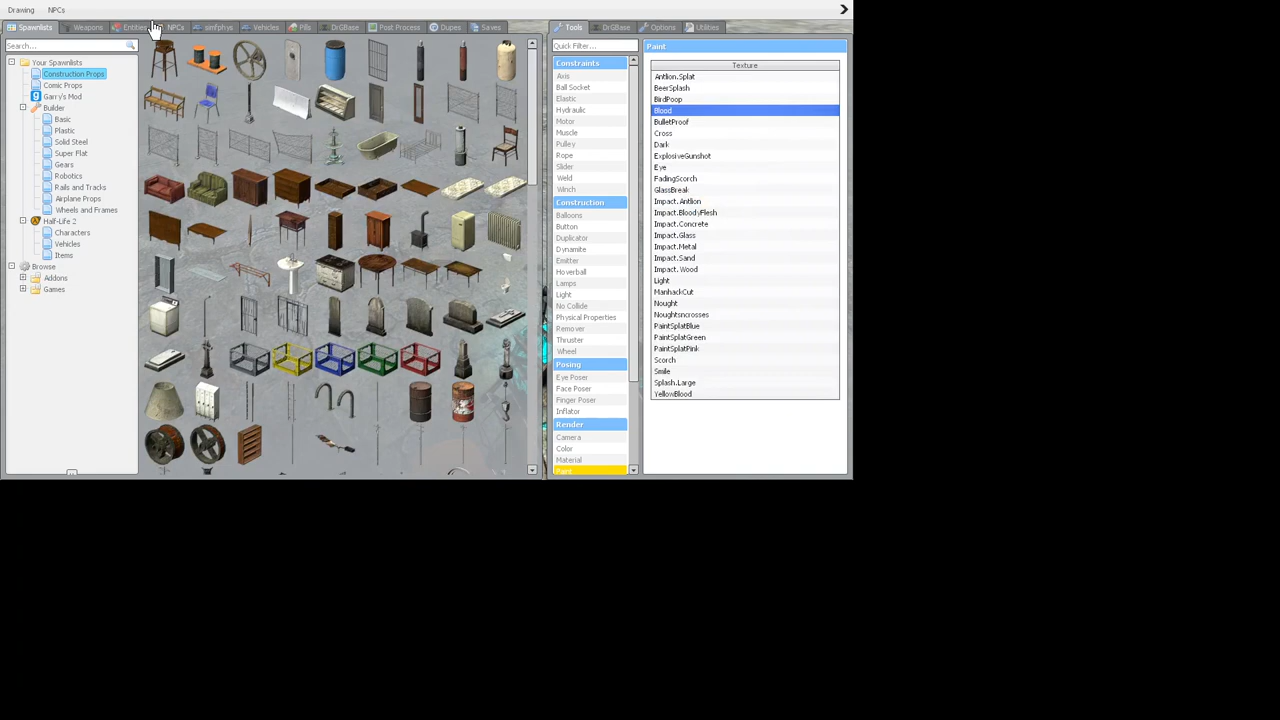 Drawing NPCs
Spawnlists Weapons Entities NPCs simfphys Vehicles Pills DrGBase Post Process Dupes Saves
Tools DrGBase Options Utilities
Search...
Your Spawnlists
Construction Props
Comic Props
Garry's Mod
Builder
Basic
Plastic
Solid Steel
Super Flat
Gears
Robotics
Rails and Tracks
Airplane Props
Wheels and Frames
Half-Life 2
Characters
Vehicles
Items
Browse
Addons
Games
Quick Filter...
Constraints
Axis
Ball Socket
Elastic
Hydraulic
Motor
Muscle
Pulley
Rope
Slider
Weld
Winch
Construction
Balloons
Button
Duplicator
Dynamite
Emitter
Hoverball
Lamps
Light
No Collide
Physical Properties
Remover
Thruster
Wheel
Posing
Eye Poser
Face Poser
Finger Poser
Inflator
Render
Camera
Color
Material
Paint
Paint
Texture
Antlion.Splat
BeerSplash
BirdPoop
Blood
BulletProof
Cross
Dark
ExplosiveGunshot
Eye
FadingScorch
GlassBreak
Impact.Antlion
Impact.BloodyFlesh
Impact.Concrete
Impact.Glass
Impact.Metal
Impact.Sand
Impact.Wood
Light
ManhackCut
Nought
Noughtsncrosses
PaintSplatBlue
PaintSplatGreen
PaintSplatPink
Scorch
Smile
Splash.Large
YellowBlood